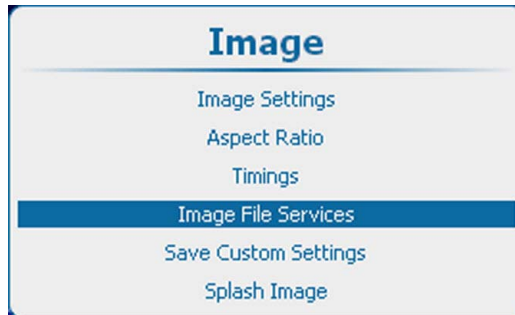 Image
Image Settings
Aspect Ratio
Timings
Image File Services
Save Custom Settings
Splash Image